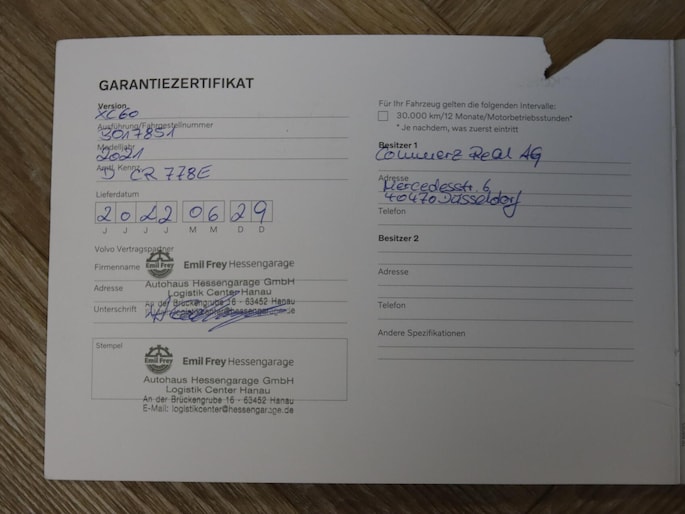 GARANTIEZERTIFIKAT
Version
XC60
Ausführung/Fahrgestellnummer
3017851
Modelljahr
2021
Amtl. Kennz.
D CR 778E
Lieferdatum
2022 06 29
J J J J M M D D
Volvo Vertragspartner
Firmenname
Emil Frey
Emil Frey Hessengarage
Adresse
Autohaus Hessengarage GmbH
Logistik Center Hanau
An der Brückengrube 16 - 63452 Hanau
Unterschrift
Stempel
Emil Frey
Emil Frey Hessengarage
Autohaus Hessengarage GmbH
Logistik Center Hanau
An der Brückengrube 16 - 63452 Hanau
E-Mail: logistikcenter@hessengarage.de
Für Ihr Fahrzeug gelten die folgenden Intervalle:
30.000 km/12 Monate/Motorbetriebsstunden*
* Je nachdem, was zuerst eintritt
Besitzer 1
Commerz Real AG
Adresse
Mercedesstr. 6
40470 Düsseldorf
Telefon
Besitzer 2
Adresse
Telefon
Andere Spezifikationen